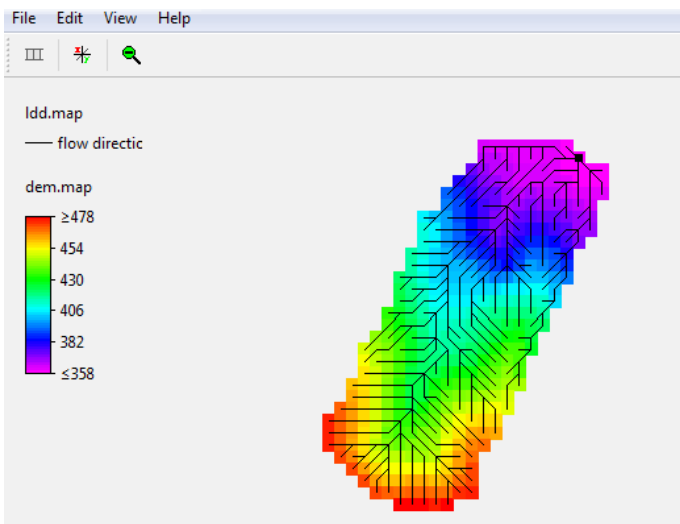 File Edit View Help
x
y
ldd.map
flow directic
dem.map
≥478
454
430
406
382
≤358